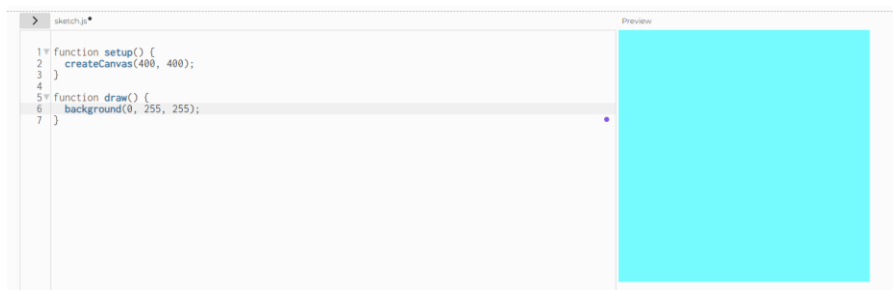 > sketch.js•
Preview
1 function setup() {
2   createCanvas(400, 400);
3 }
4
5 function draw() {
6   background(0, 255, 255);
7 }